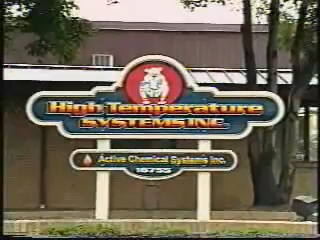 High Temperature
SYSTEMS INC.
Active Chemical Systems Inc.
16755